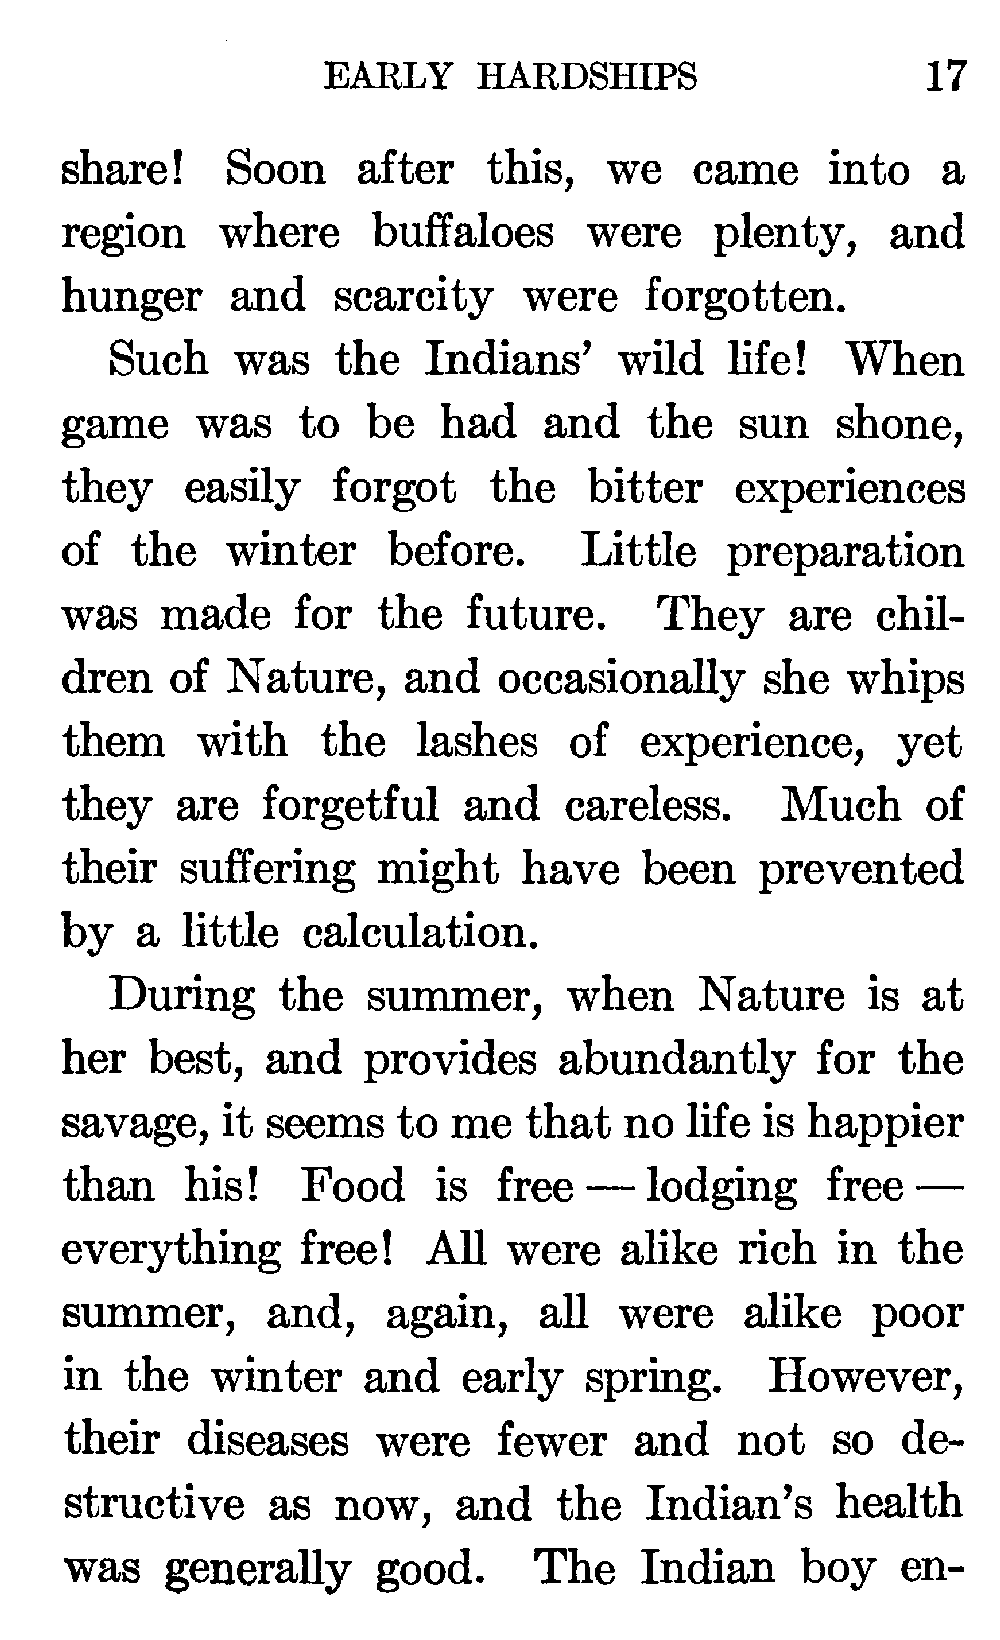 EARLY HARDSHIPS 17
share! Soon after this, we came into a
region where buffaloes were plenty, and
hunger and scarcity were forgotten.
Such was the Indians’ wild life! When
game was to be had and the sun shone,
they easily forgot the bitter experiences
of the winter before. Little preparation
was made for the future. They are chil-
dren of Nature, and occasionally she whips
them with the lashes of experience, yet
they are forgetful and careless. Much of
their suffering might have been prevented
by a little calculation.
During the summer, when Nature is at
her best, and provides abundantly for the
savage, it seems to me that no life is happier
than his! Food is free — lodging free —
everything free! All were alike rich in the
summer, and, again, all were alike poor
in the winter and early spring. However,
their diseases were fewer and not so de-
structive as now, and the Indian’s health
was generally good. The Indian boy en-